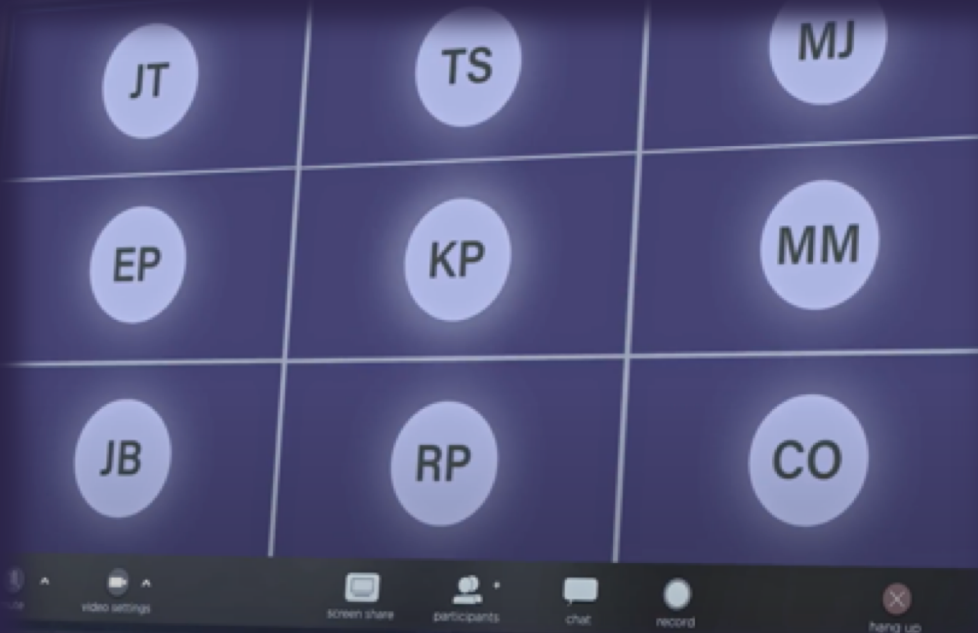 JT TS MJ
EP KP MM
JB RP CO
video settings screen share participants chat record hang up